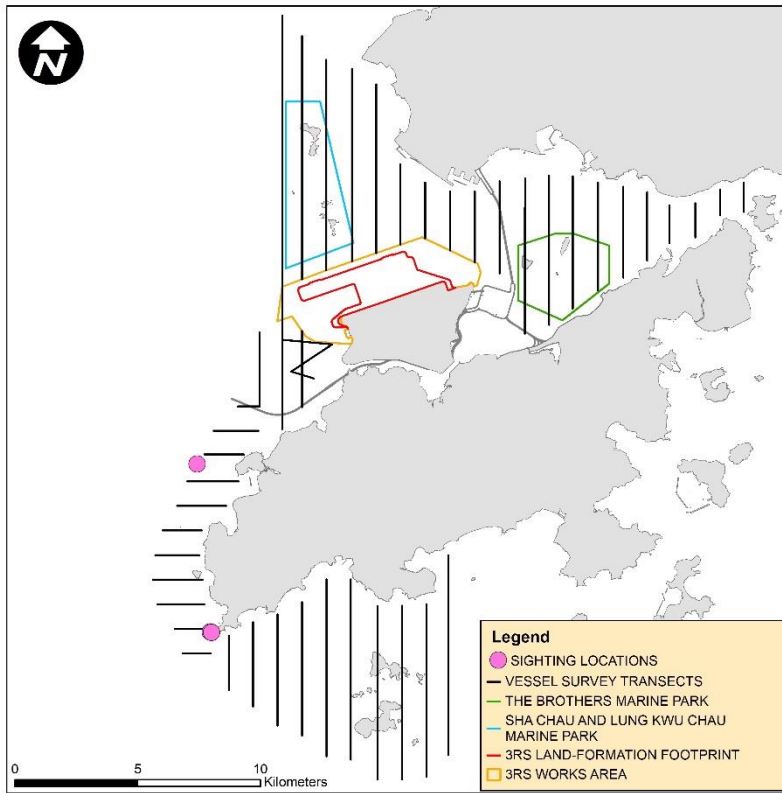 N
Legend
SIGHTING LOCATIONS
VESSEL SURVEY TRANSECTS
THE BROTHERS MARINE PARK
SHA CHAU AND LUNG KWU CHAU
MARINE PARK
3RS LAND-FORMATION FOOTPRINT
3RS WORKS AREA
0 5 10
Kilometers